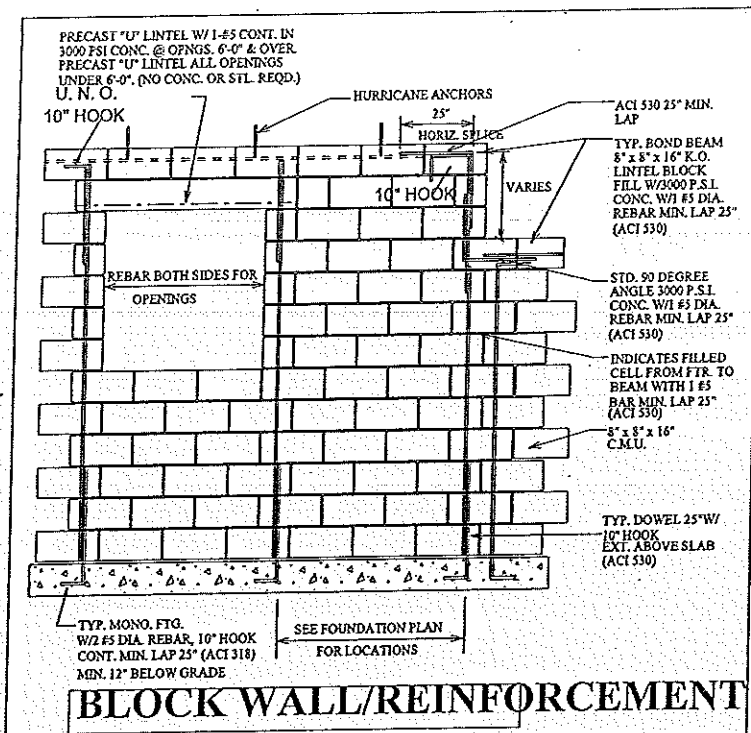 PRECAST "U" LINTEL W/ 1-#5 CONT. IN
3000 PSI CONC. @ OPNGS. 6'-0" & OVER.
PRECAST "U" LINTEL ALL OPENINGS
UNDER 6'-0". (NO CONC. OR STL. REQD.)
U. N. O.
10" HOOK
HURRICANE ANCHORS
25"
HORIZ. SPLICE
10" HOOK
VARIES
ACI 530 25" MIN.
LAP
TYP. BOND BEAM
8" x 8" x 16" K.O.
LINTEL BLOCK
FILL W/3000 P.S.I.
CONC. W/1 #5 DIA.
REBAR MIN. LAP 25"
(ACI 530)
REBAR BOTH SIDES FOR
OPENINGS
STD. 90 DEGREE
ANGLE 3000 P.S.I.
CONC. W/1 #5 DIA.
REBAR MIN. LAP 25"
(ACI 530)
INDICATES FILLED
CELL FROM FTR. TO
BEAM WITH 1 #5
BAR MIN. LAP 25"
(ACI 530)
8" x 8" x 16"
C.M.U.
TYP. DOWEL 25"W/
10" HOOK
EXT. ABOVE SLAB
(ACI 530)
TYP. MONO. FTG.
W/2 #5 DIA. REBAR, 10" HOOK
CONT. MIN. LAP 25" (ACI 318)
MIN. 12" BELOW GRADE
SEE FOUNDATION PLAN
FOR LOCATIONS
BLOCK WALL/REINFORCEMENT